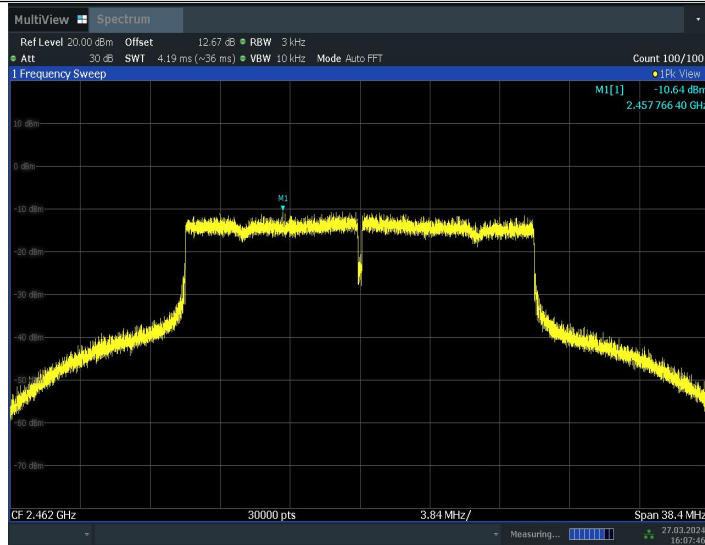 MultiView Spectrum
Ref Level 20.00 dBm Offset 12.67 dB RBW 3 kHz
Att 30 dB SWT 4.19 ms (~36 ms) VBW 10 kHz Mode Auto FFT Count 100/100
1 Frequency Sweep 1Pk View
M1[1] -10.64 dBm
2.457 766 40 GHz
10 dBm
0 dBm
M1
-10 dBm
-20 dBm
-30 dBm
-40 dBm
-50 dBm
-60 dBm
-70 dBm
CF 2.462 GHz 30000 pts 3.84 MHz/ Span 38.4 MHz
Measuring... 27.03.2024
16:07:46